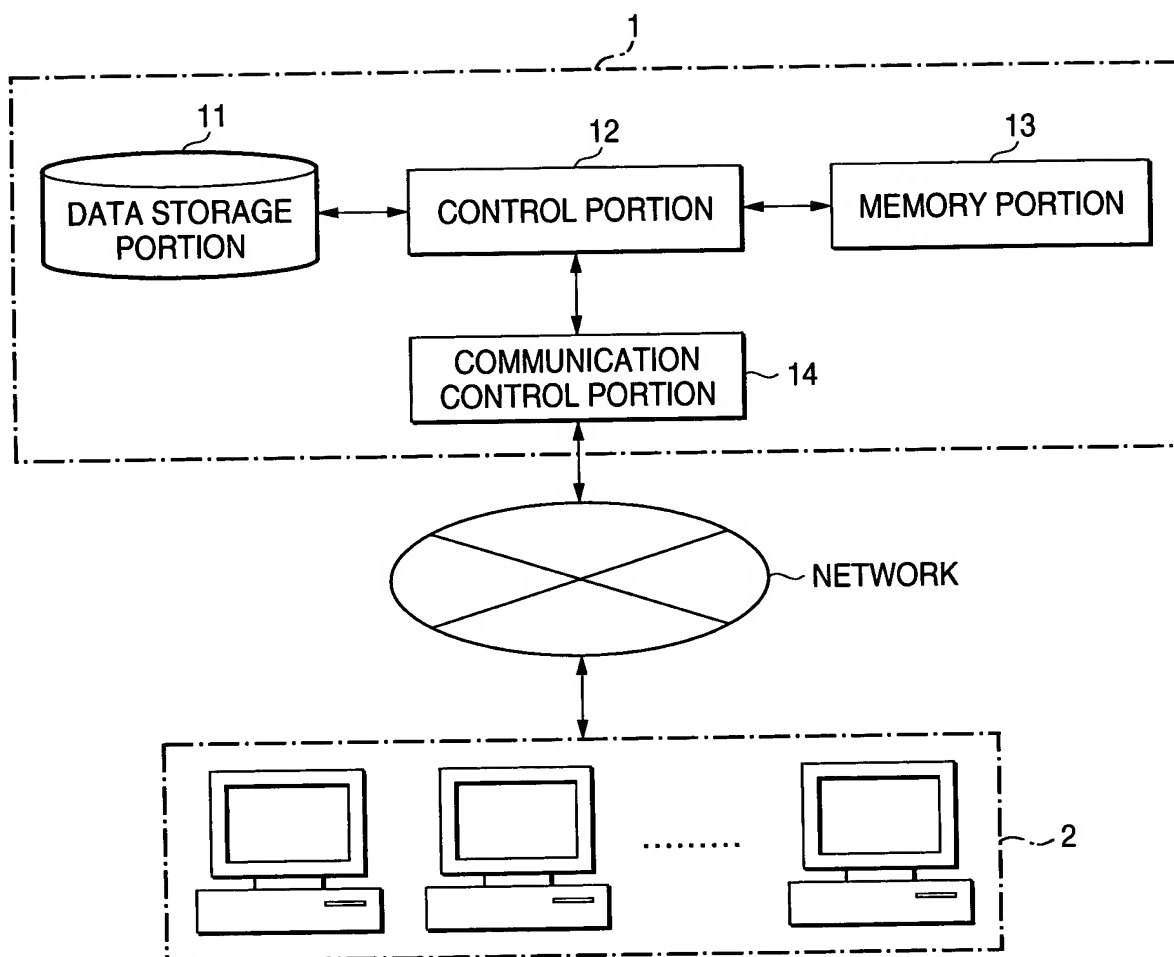 1
11
12
13
DATA STORAGE
PORTION
CONTROL PORTION
MEMORY PORTION
COMMUNICATION
CONTROL PORTION
14
NETWORK
2